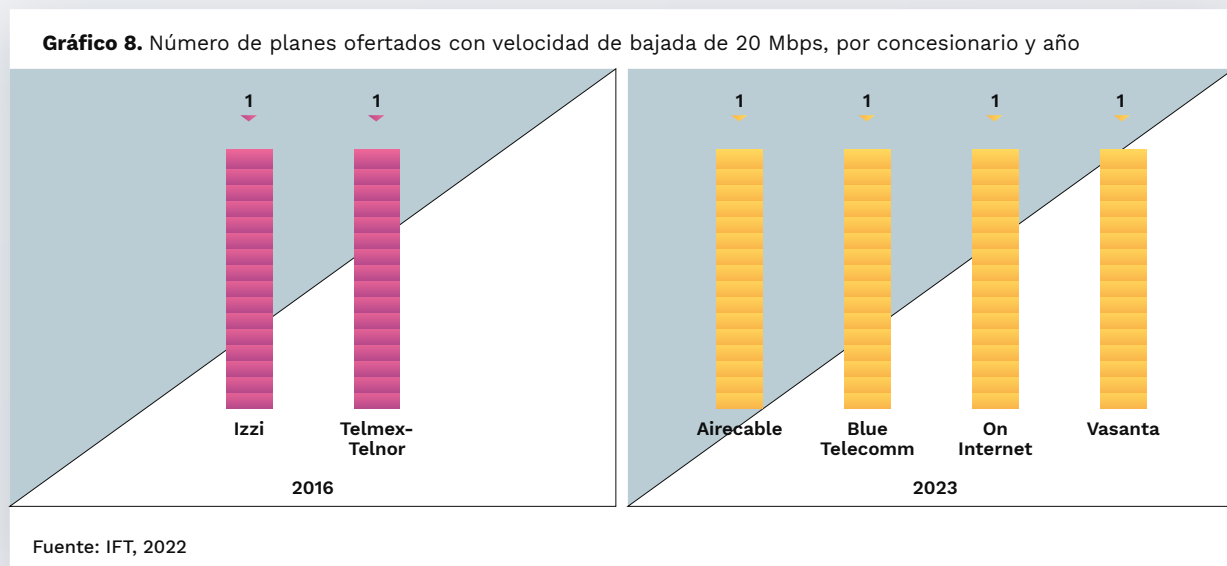 Gráfico 8. Número de planes ofertados con velocidad de bajada de 20 Mbps, por concesionario y año
1 1
Izzi Telmex-
Telnor
2016
1 1 1 1
Airecable Blue On Vasanta
Telecomm Internet
2023
Fuente: IFT, 2022